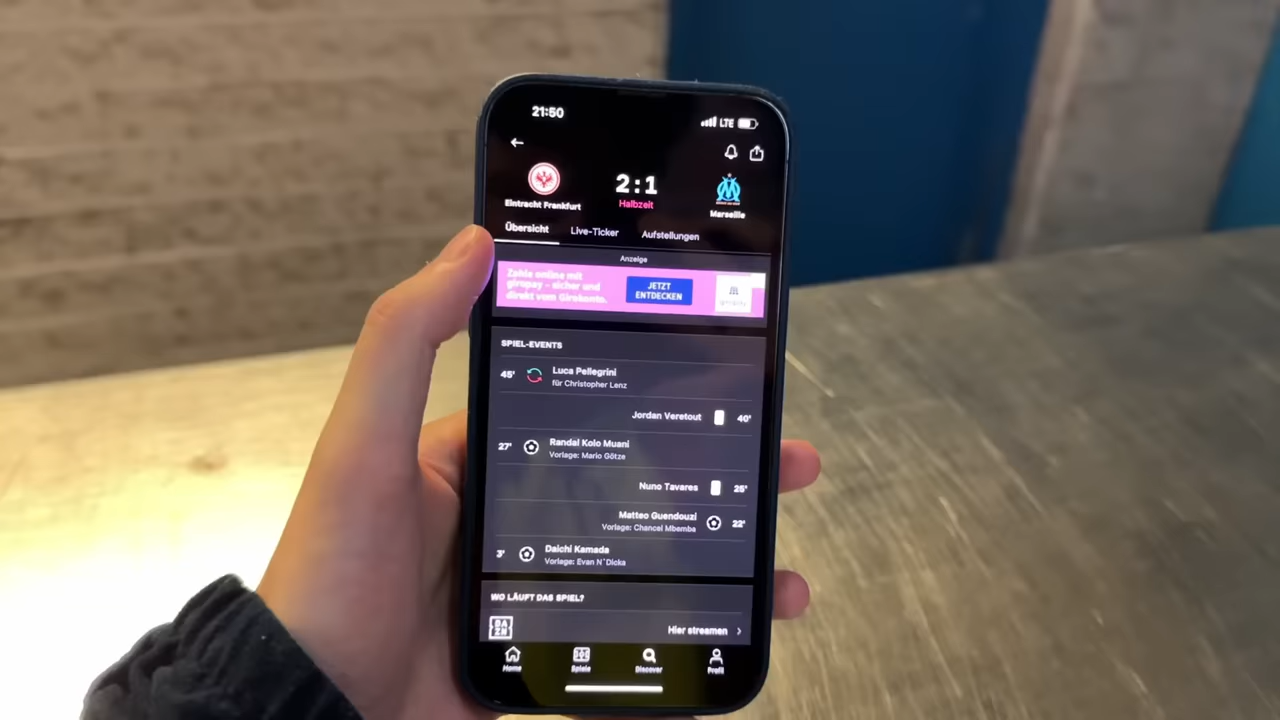 21:50
LTE
2:1
Halbzeit
Eintracht Frankfurt
Marseille
Übersicht Live-Ticker Aufstellungen
Anzeige
Zahle online mit
giropay – sicher und
direkt vom Girokonto.
JETZT
ENTDECKEN
SPIEL-EVENTS
45' Luca Pellegrini
für Christopher Lenz
Jordan Veretout 40'
27' Randal Kolo Muani
Vorlage: Mario Götze
Nuno Tavares 25'
Matteo Guendouzi 22'
Vorlage: Chancel Mbemba
3' Daichi Kamada
Vorlage: Evan N`Dicka
WO LÄUFT DAS SPIEL?
DAZN
Hier streamen
Home Spiele Discover Profil